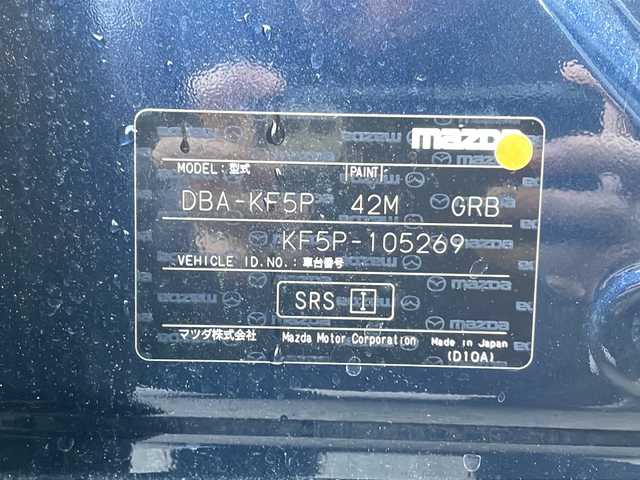 mazda
MODEL:型式 PAINT
DBA-KF5P 42M GRB
KF5P-105269
VEHICLE ID.NO.:車台番号
SRS I
マツダ株式会社 Mazda Motor Corporation Made in Japan
(D10A)